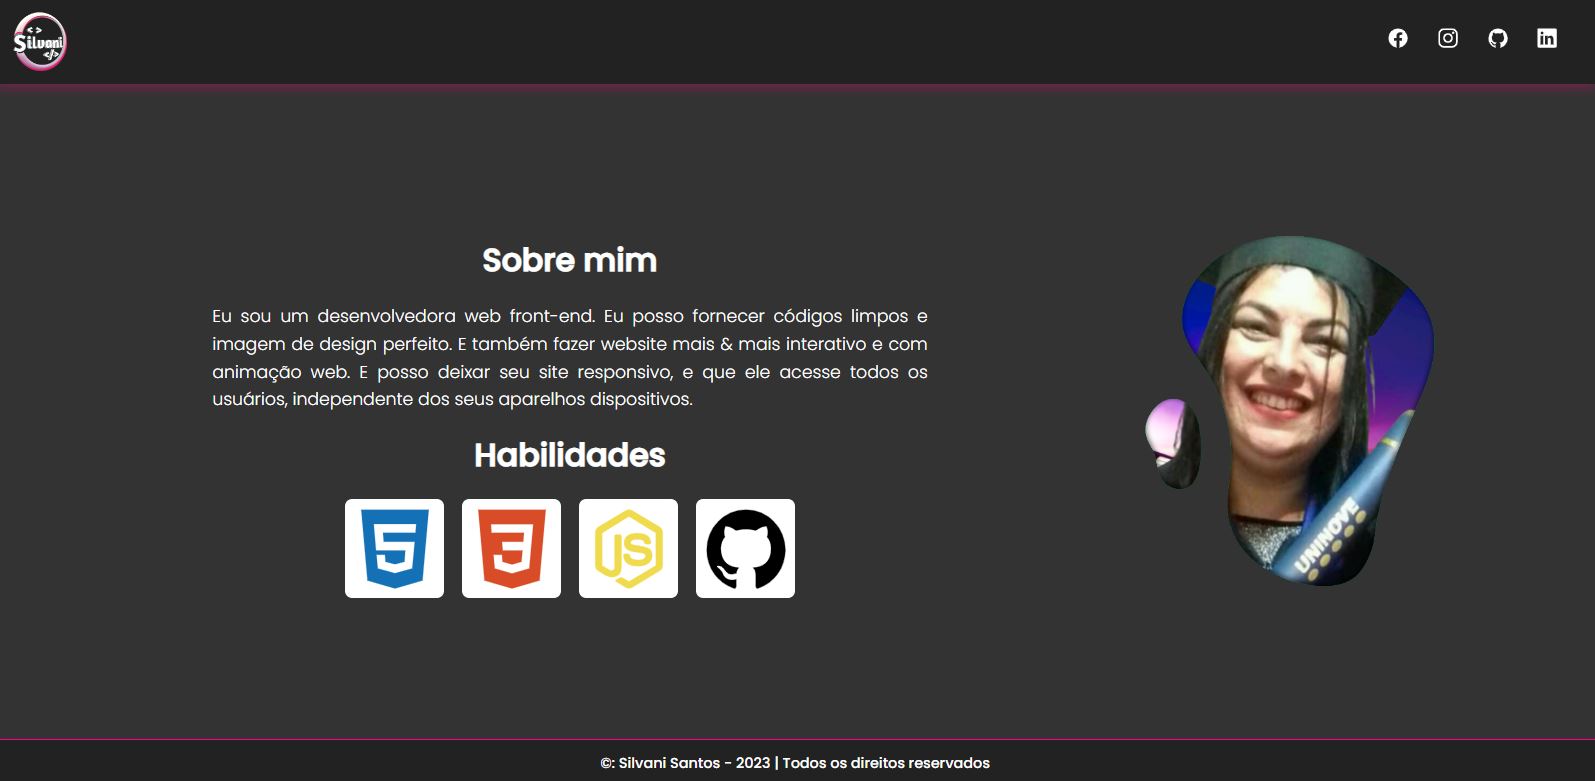 < >
Silvani
</>
Sobre mim
Eu sou um desenvolvedora web front-end. Eu posso fornecer códigos limpos e
imagem de design perfeito. E também fazer website mais & mais interativo e com
animação web. E posso deixar seu site responsivo, e que ele acesse todos os
usuários, independente dos seus aparelhos dispositivos.
Habilidades
5
3
JS
UNINOVE
©: Silvani Santos - 2023 | Todos os direitos reservados